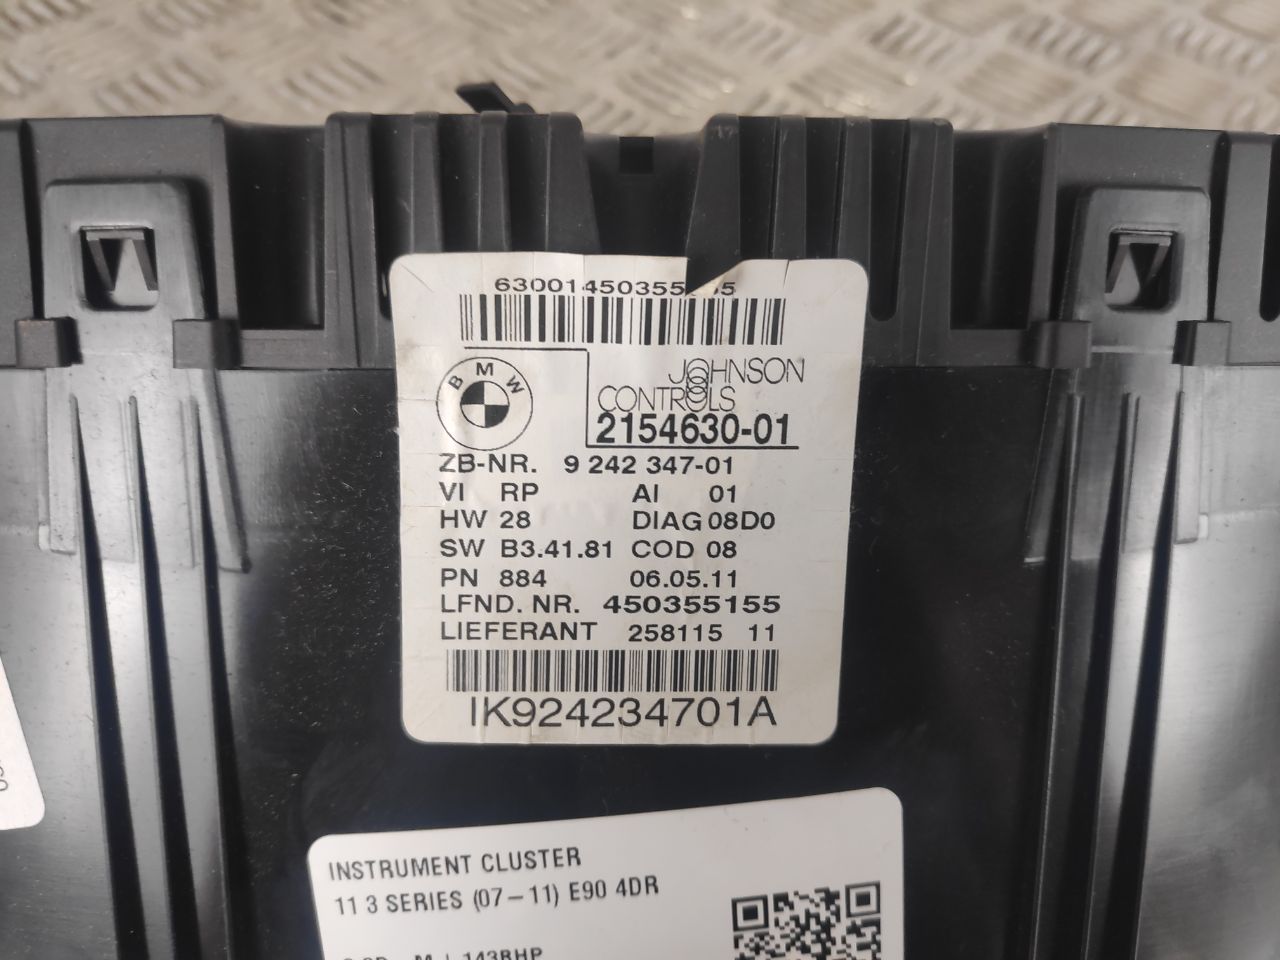 63001450355
BMW
JOHNSON
CONTROLS
2154630-01
ZB-NR. 9 242 347-01
VI RP AI 01
HW 28 DIAG 08D0
SW B3.41.81 COD 08
PN 884 06.05.11
LFND. NR. 450355155
LIEFERANT 258115 11
IK924234701A
INSTRUMENT CLUSTER
11 3 SERIES (07-11) E90 4DR
143BHP